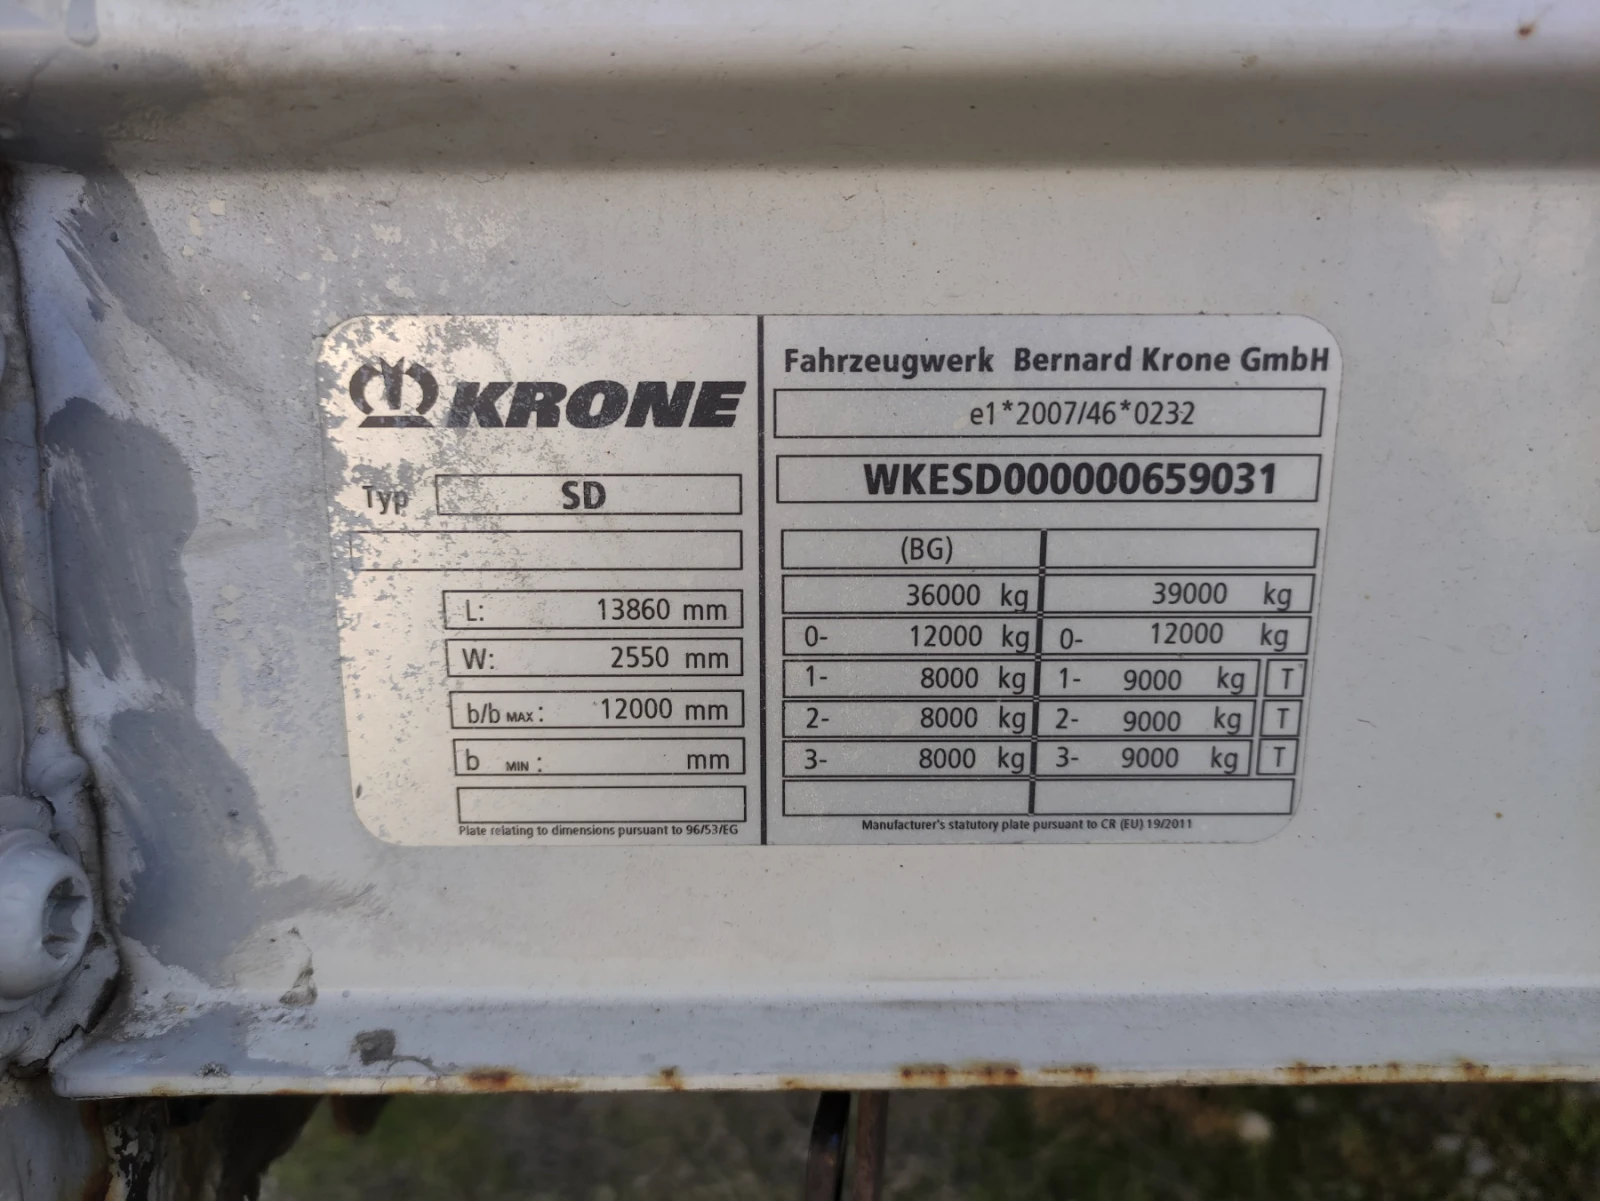 KRONE
Typ SD
L: 13860 mm
W: 2550 mm
b/b MAX: 12000 mm
b MIN: mm
Plate relating to dimensions pursuant to 96/53/EG
Fahrzeugwerk Bernard Krone GmbH
e1*2007/46*0232
WKESD000000659031
(BG)
36000 kg 39000 kg
0- 12000 kg 0- 12000 kg
1- 8000 kg 1- 9000 kg T
2- 8000 kg 2- 9000 kg T
3- 8000 kg 3- 9000 kg T
Manufacturer's statutory plate pursuant to CR (EU) 19/2011